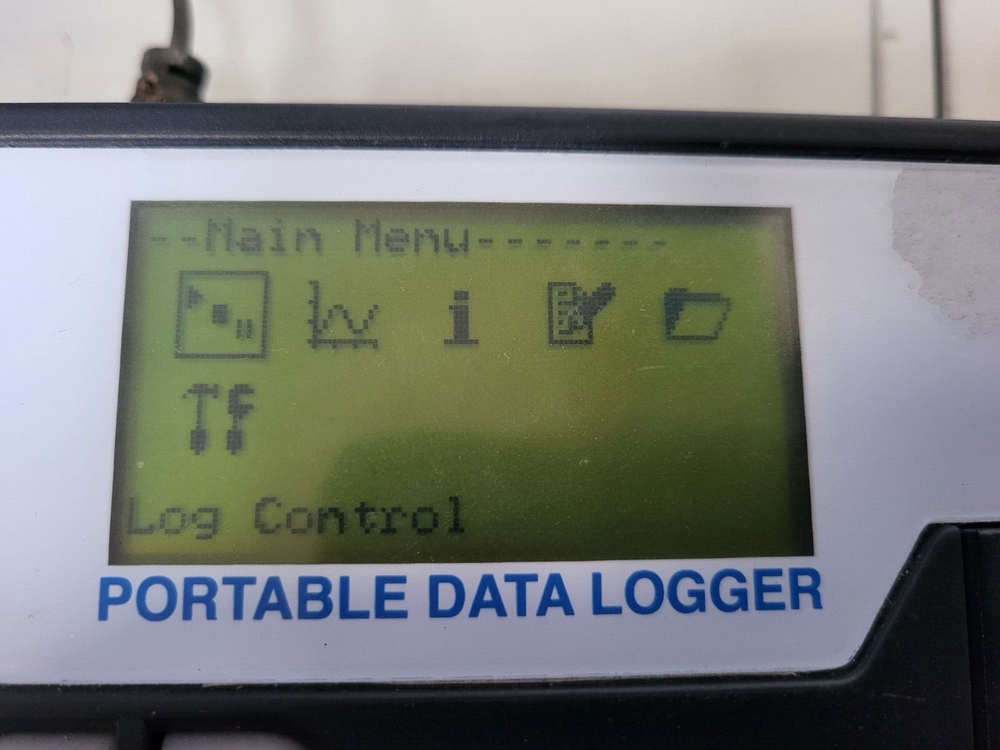 --Main Menu-------
Log Control
PORTABLE DATA LOGGER